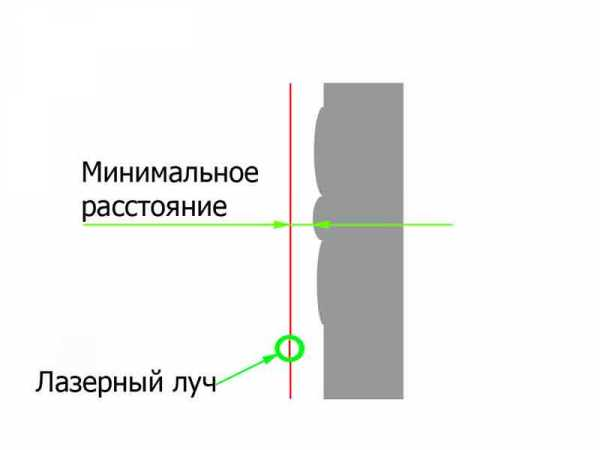 Минимальное
расстояние
Лазерный луч